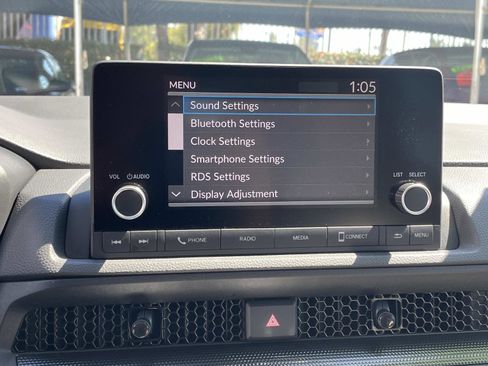 MENU 1:05
Sound Settings
Bluetooth Settings
Clock Settings
Smartphone Settings
RDS Settings
Display Adjustment
VOL AUDIO
LIST SELECT
PHONE RADIO MEDIA CONNECT MENU